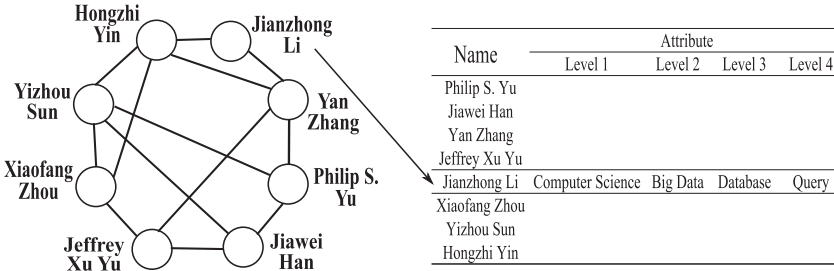 Hongzhi
Yin
Jianzhong
Li
Yizhou
Sun
Yan
Zhang
Xiaofang
Zhou
Philip S.
Yu
Jeffrey
Xu Yu
Jiawei
Han
Name
Attribute
Level 1 Level 2 Level 3 Level 4
Philip S. Yu
Jiawei Han
Yan Zhang
Jeffrey Xu Yu
Jianzhong Li Computer Science Big Data Database Query
Xiaofang Zhou
Yizhou Sun
Hongzhi Yin